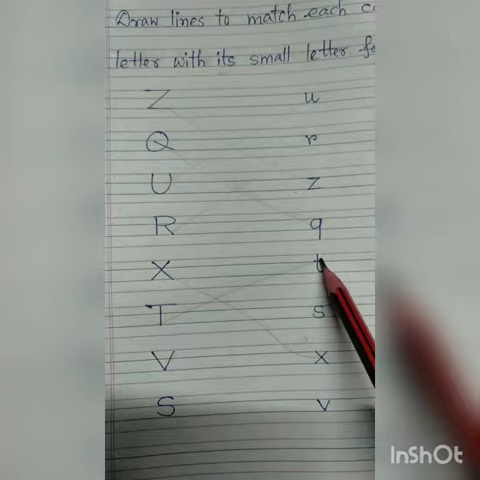 Draw lines to match each
letter with its small letter
Z u
Q r
U z
R q
X t
T s
V x
S v
InShOt